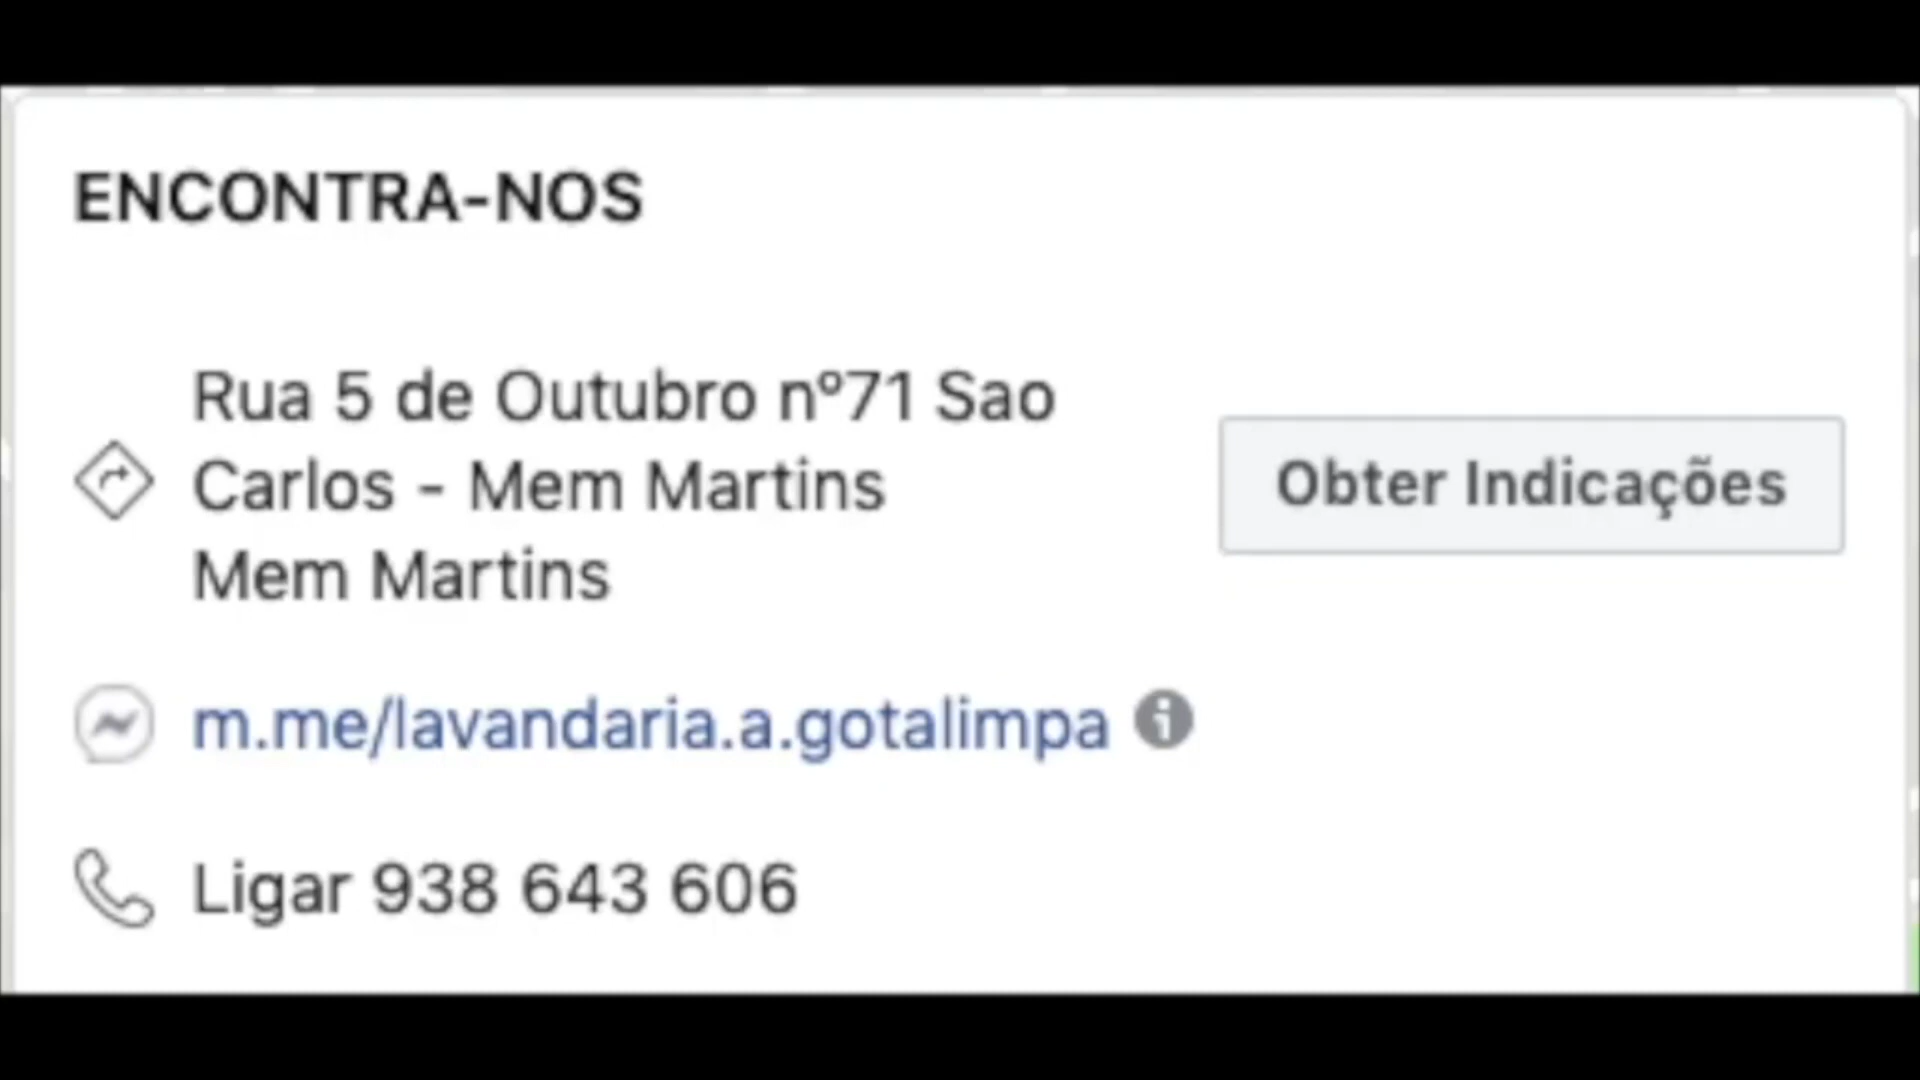 ENCONTRA-NOS
Rua 5 de Outubro nº71 Sao
Carlos - Mem Martins
Mem Martins
Obter Indicações
m.me/lavandaria.a.gotalimpa
Ligar 938 643 606